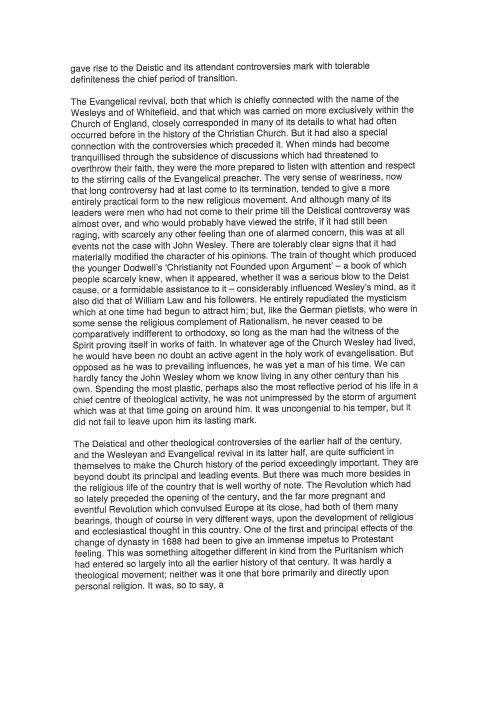 gave rise to the Deistic and its attendant controversies mark with tolerable
definiteness the chief period of transition.

The Evangelical revival, both that which is chiefly connected with the name of the
Wesleys and of Whitefield, and that which was carried on more exclusively within the
Church of England, closely corresponded in many of its details to what had often
occurred before in the history of the Christian Church. But it had also a special
connection with the controversies which preceded it. When minds had become
tranquillised through the subsidence of discussions which had threatened to
overthrow their faith, they were the more prepared to listen with attention and respect
to the stirring calls of the Evangelical preacher. The very sense of weariness, now
that long controversy had at last come to its termination, tended to give a more
entirely practical form to the new religious movement. And although many of its
leaders were men who had not come to their prime till the Deistical controversy was
almost over, and who would probably have viewed the strife, if it had still been
raging, with scarcely any other feeling than one of alarmed concern, this was at all
events not the case with John Wesley. There are tolerably clear signs that it had
materially modified the character of his opinions. The train of thought which produced
the younger Dodwell's 'Christianity not Founded upon Argument' – a book of which
people scarcely knew, when it appeared, whether it was a serious blow to the Deist
cause, or a formidable assistance to it – considerably influenced Wesley's mind, as it
also did that of William Law and his followers. He entirely repudiated the mysticism
which at one time had begun to attract him; but, like the German pietists, who were in
some sense the religious complement of Rationalism, he never ceased to be
comparatively indifferent to orthodoxy, so long as the man had the witness of the
Spirit proving itself in works of faith. In whatever age of the Church Wesley had lived,
he would have been no doubt an active agent in the holy work of evangelisation. But
opposed as he was to prevailing influences, he was yet a man of his time. We can
hardly fancy the John Wesley whom we know living in any other century than his
own. Spending the most plastic, perhaps also the most reflective period of his life in a
chief centre of theological activity, he was not unimpressed by the storm of argument
which was at that time going on around him. It was uncongenial to his temper, but it
did not fail to leave upon him its lasting mark.

The Deistical and other theological controversies of the earlier half of the century,
and the Wesleyan and Evangelical revival in its latter half, are quite sufficient in
themselves to make the Church history of the period exceedingly important. They are
beyond doubt its principal and leading events. But there was much more besides in
the religious life of the country that is well worthy of note. The Revolution which had
so lately preceded the opening of the century, and the far more pregnant and
eventful Revolution which convulsed Europe at its close, had both of them many
bearings, though of course in very different ways, upon the development of religious
and ecclesiastical thought in this country. One of the first and principal effects of the
change of dynasty in 1688 had been to give an immense impetus to Protestant
feeling. This was something altogether different in kind from the Puritanism which
had entered so largely into all the earlier history of that century. It was hardly a
theological movement; neither was it one that bore primarily and directly upon
personal religion. It was, so to say, a